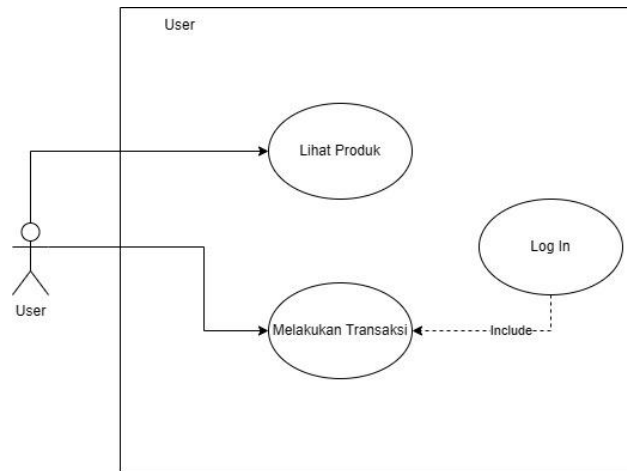 User
Lihat Produk
Log In
User
Melakukan Transaksi
Include